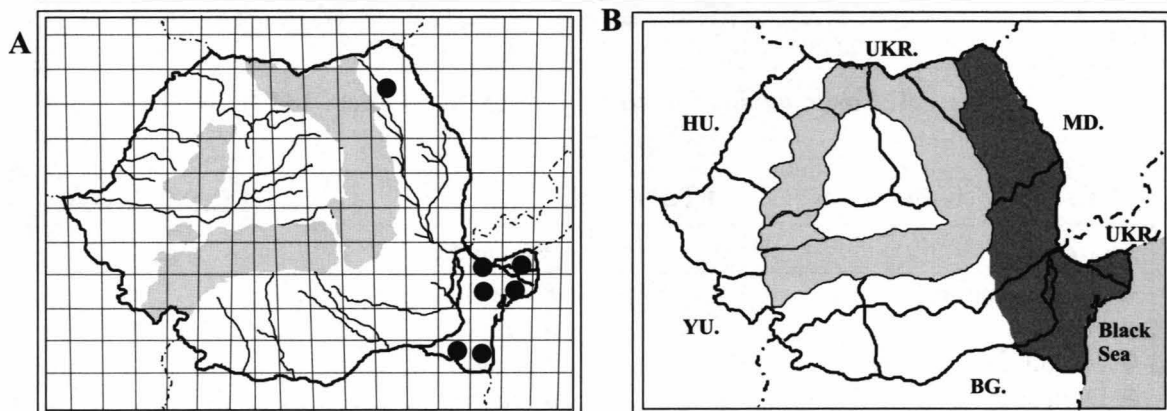 A
B
UKR.
HU.
MD.
UKR.
YU.
Black
Sea
BG.